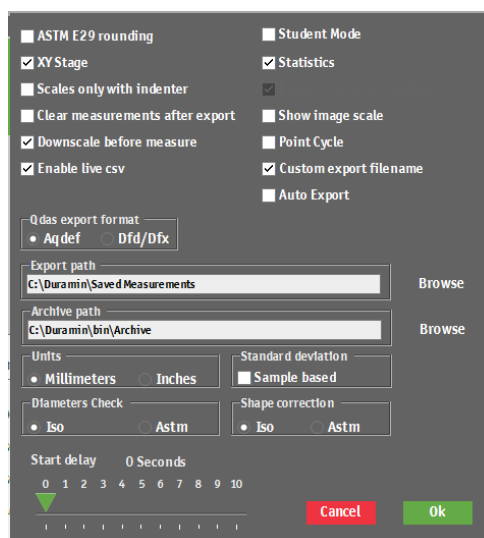 ASTM E29 rounding
Student Mode
XY Stage
Statistics
Scales only with indenter
Clear measurements after export
Show image scale
Downscale before measure
Point Cycle
Enable live csv
Custom export filename
Auto Export
Qdas export format
Aqdef
Dfd/Dfx
Export path
C:\Duramin\Saved Measurements
Browse
Archive path
C:\Duramin\bin\Archive
Browse
Units
Millimeters
Inches
Standard deviation
Sample based
Diameters Check
Iso
Astm
Shape correction
Iso
Astm
Start delay
0 Seconds
0 1 2 3 4 5 6 7 8 9 10
Cancel
Ok